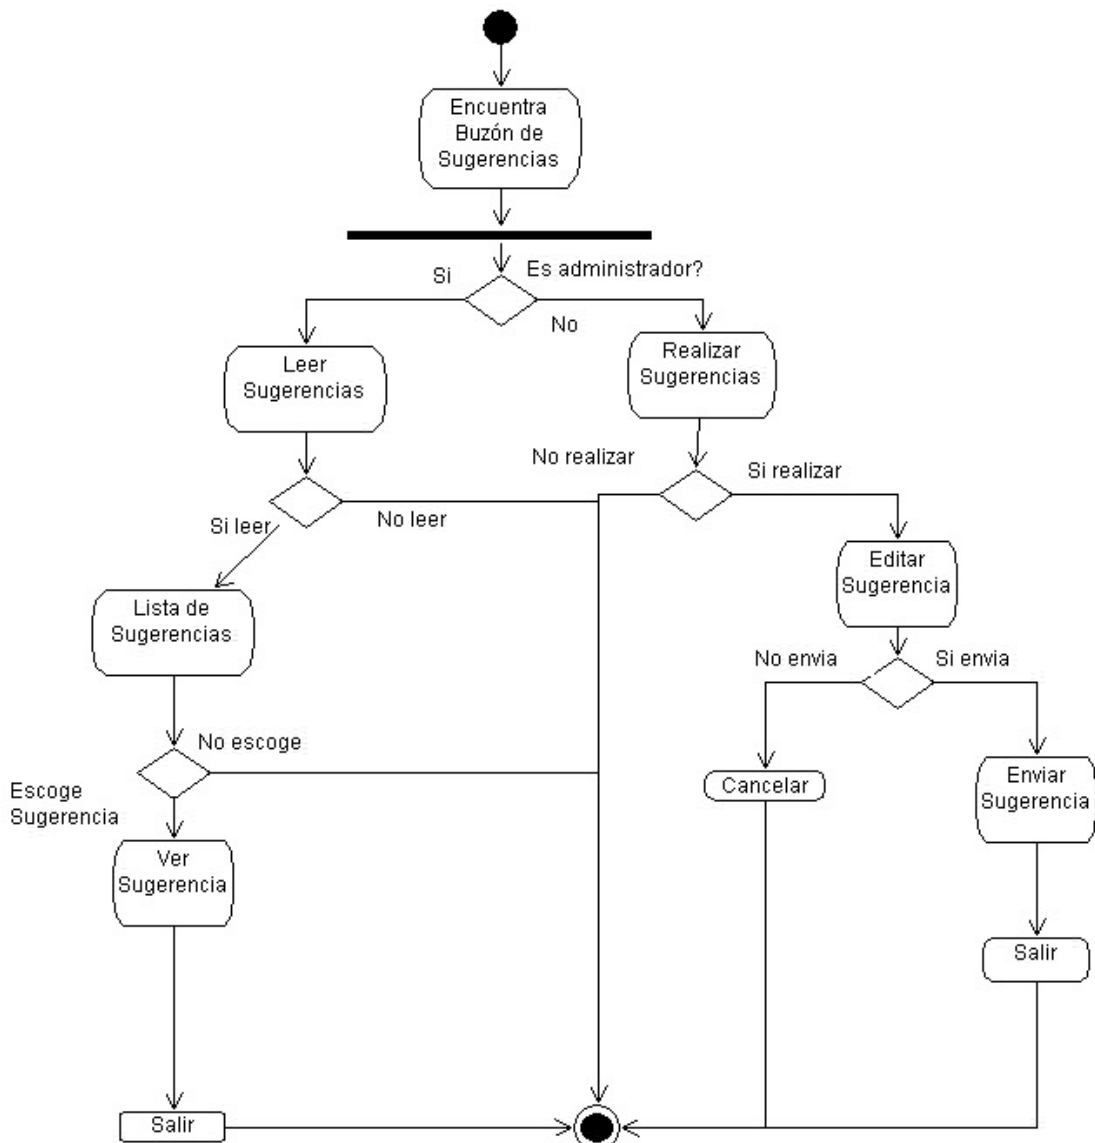 Encuentra
Buzón de
Sugerencias
Es administrador?
Si
No
Leer
Sugerencias
Realizar
Sugerencias
No realizar
Si realizar
No leer
Si leer
Editar
Sugerencia
Lista de
Sugerencias
No envia
Si envia
No escoge
Escoge
Sugerencia
Cancelar
Enviar
Sugerencia
Ver
Sugerencia
Salir
Salir